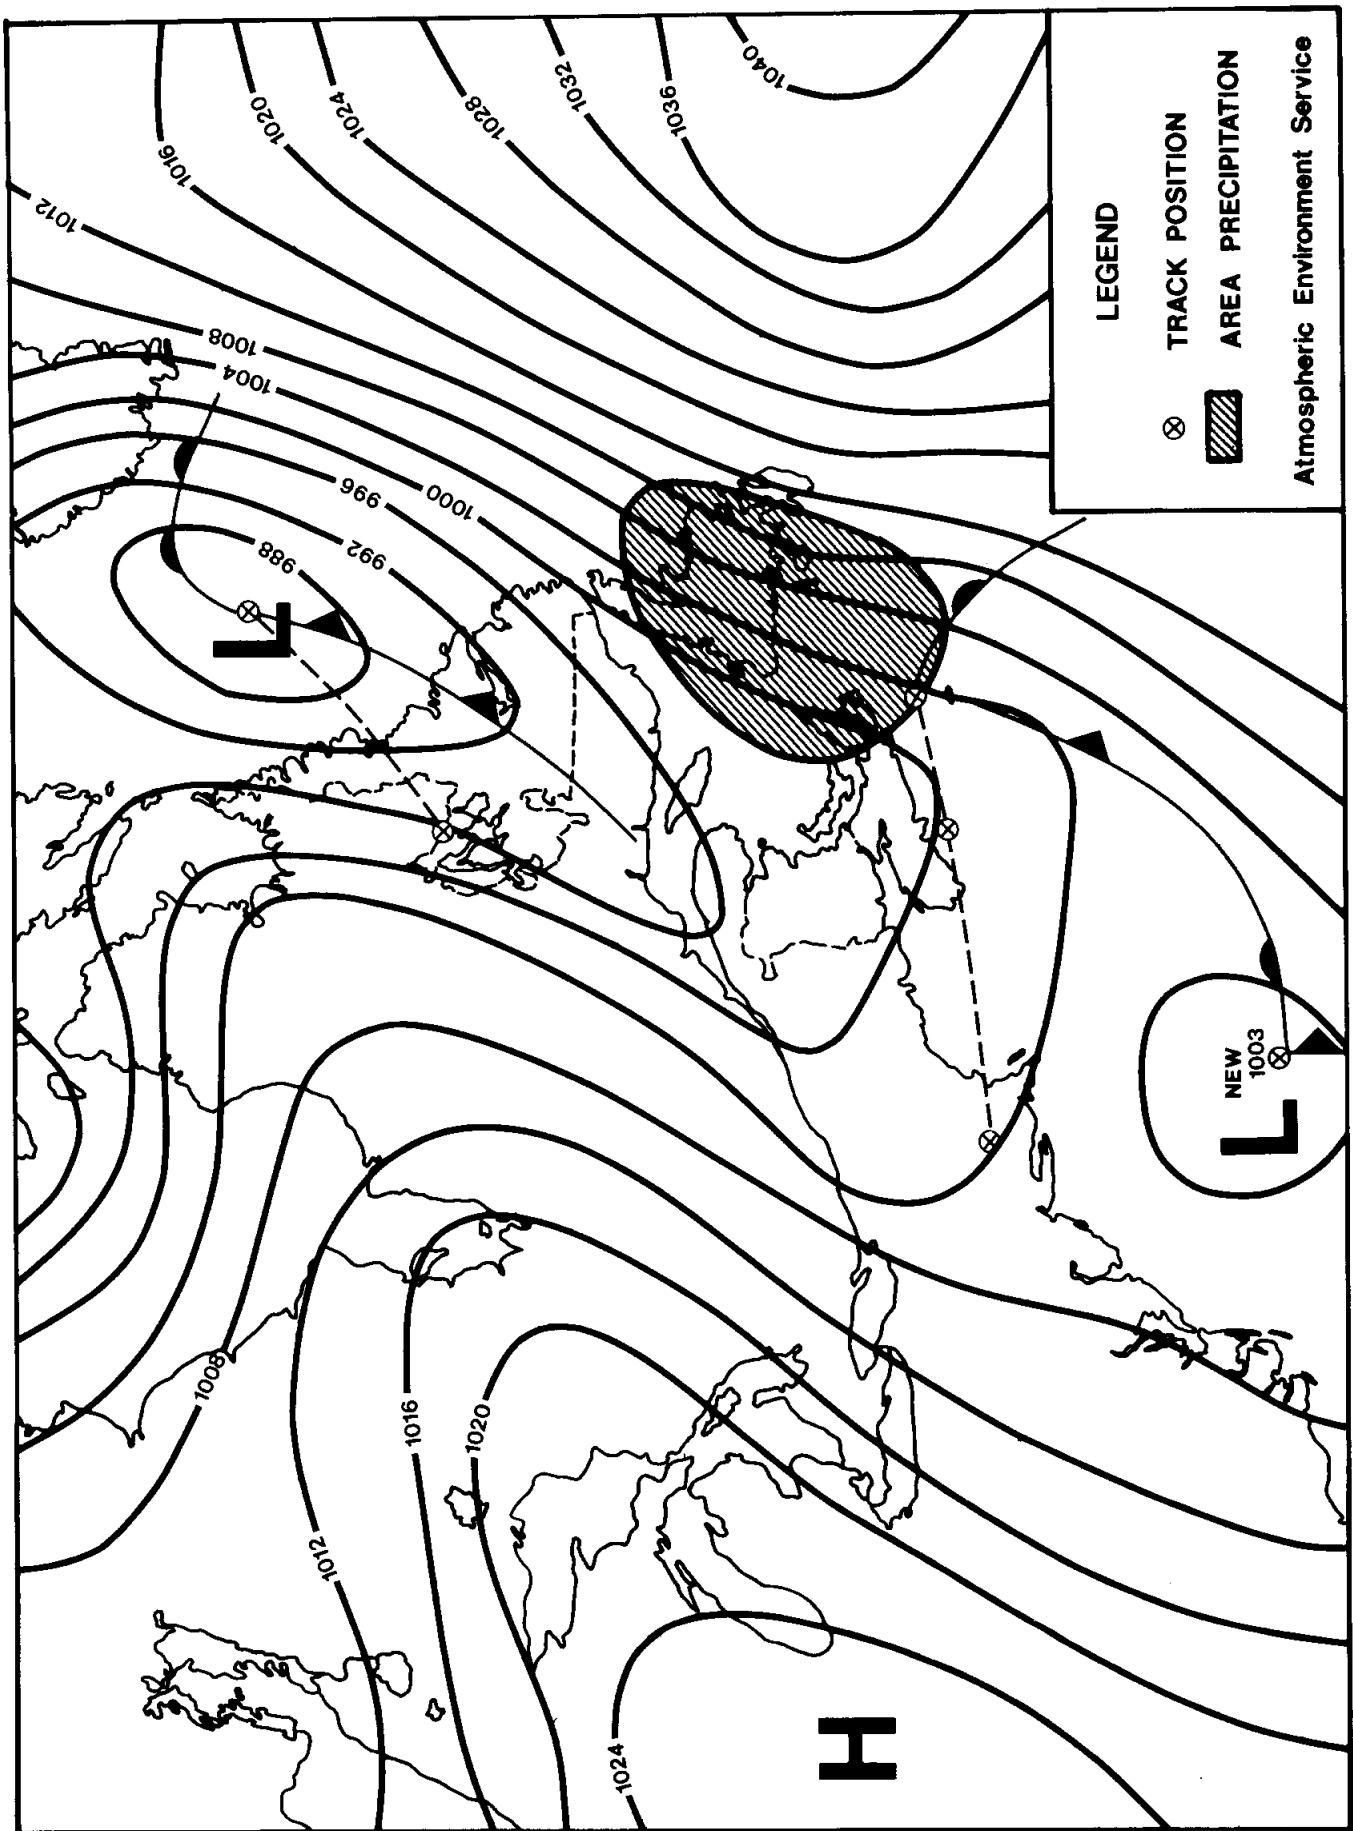 1012
1016
1020
1024
1028
1032
1036
1040
1008
1004
1000
996
992
988
L
LEGEND
TRACK POSITION
AREA PRECIPITATION
Atmospheric Environment Service
NEW
1003
L
1008
1012
1016
1020
1024
H